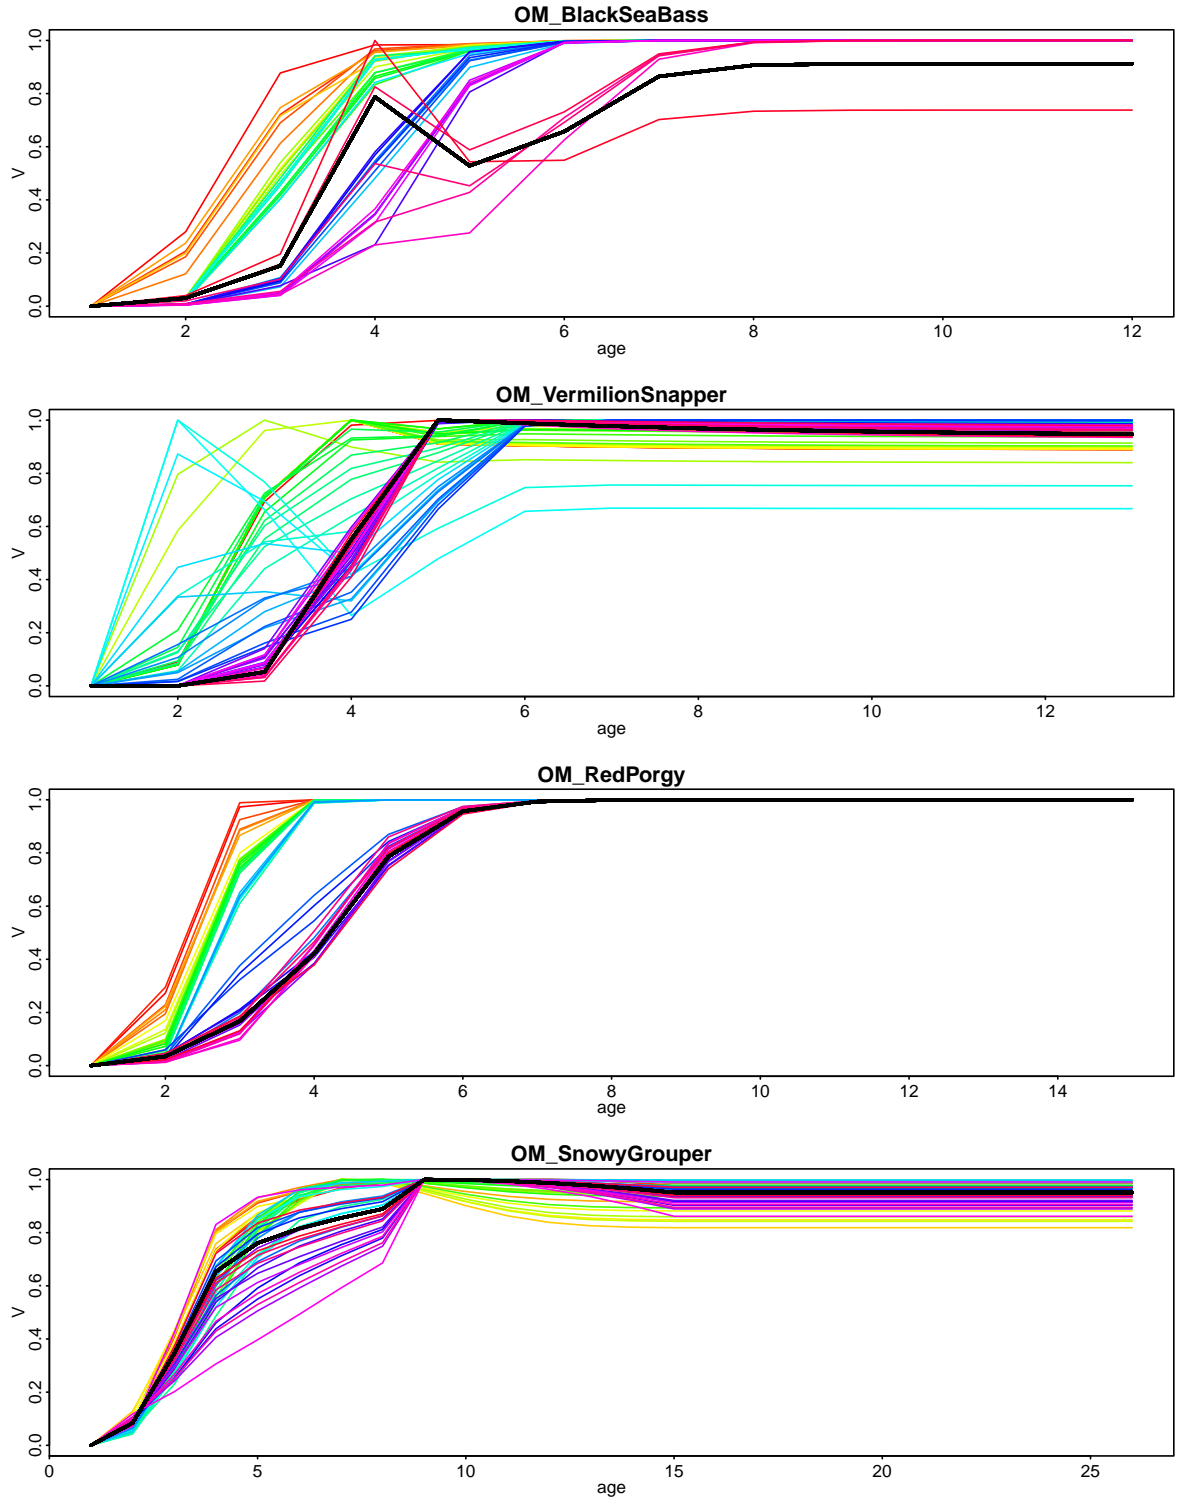 OM_BlackSeaBass
V
0.0 0.2 0.4 0.6 0.8 1.0
2 4 6 8 10 12
age
OM_VermilionSnapper
V
0.0 0.2 0.4 0.6 0.8 1.0
2 4 6 8 10 12
age
OM_RedPorgy
V
0.0 0.2 0.4 0.6 0.8 1.0
2 4 6 8 10 12 14
age
OM_SnowyGrouper
V
0.0 0.2 0.4 0.6 0.8 1.0
0 5 10 15 20 25
age